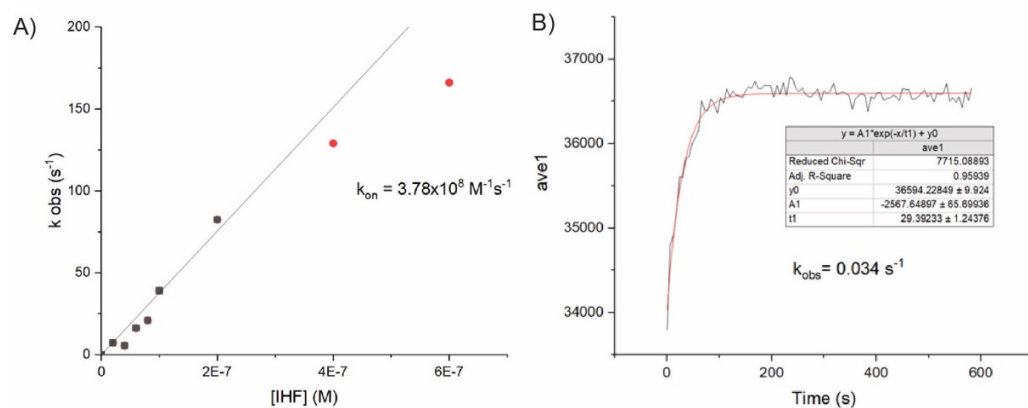 A)
k obs (s⁻¹)
200
150
100
50
0
kon = 3.78x10⁸ M⁻¹s⁻¹
2E-7
4E-7
6E-7
[IHF] (M)
B)
ave1
37000
36000
35000
34000
y = A1*exp(-x/t1) + y0
ave1
Reduced Chi-Sqr 7715.08893
Adj. R-Square 0.95939
y0 36594.22849 ± 9.924
A1 -2567.64897 ± 65.69936
t1 29.39233 ± 1.24376
kobs= 0.034 s⁻¹
0
200
400
600
Time (s)